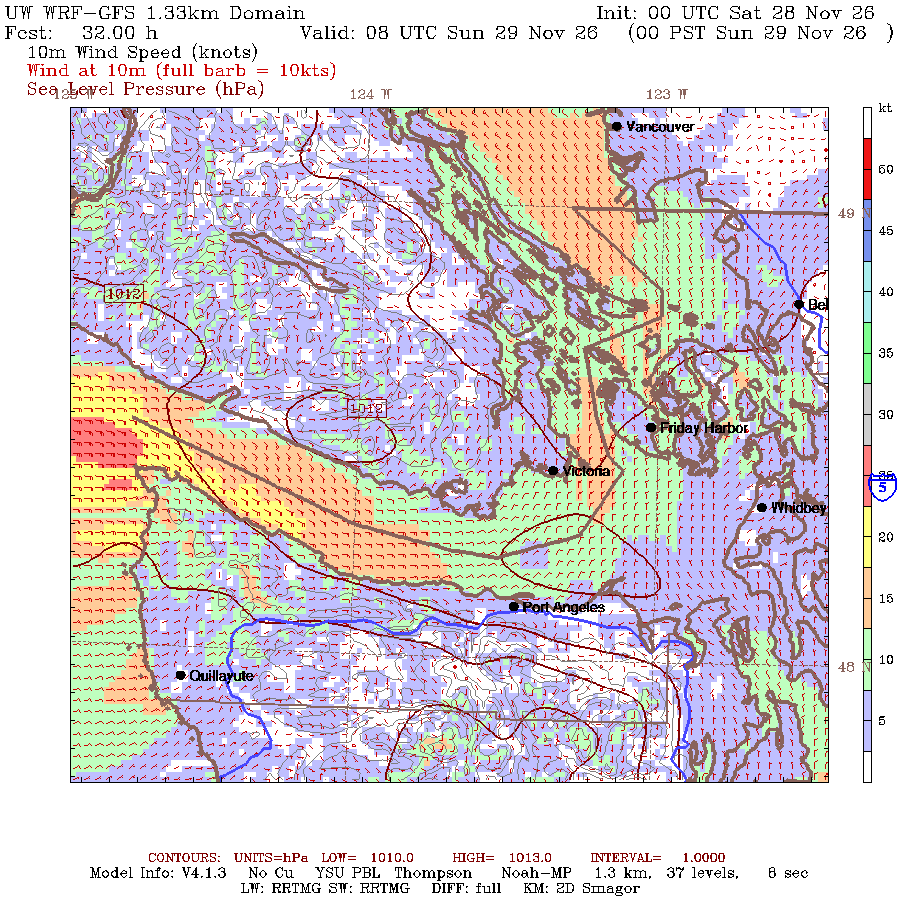 UW WRF-GFS 1.33km Domain Init: 00 UTC Sat 28 Nov 26
Fcst: 32.00 h Valid: 08 UTC Sun 29 Nov 26 (00 PST Sun 29 Nov 26 )
10m Wind Speed (knots)
Wind at 10m (full barb = 10kts)
Sea Level Pressure (hPa)
125 W 124 W 123 W
kt
Vancouver
60
49 N
45
1012
40
Bel
35
1012
30
Friday Harbor
Victoria
25
5
Whidbey
20
15
Port Angeles
10
48 N
Quillayute
5
CONTOURS: UNITS=hPa LOW= 1010.0 HIGH= 1013.0 INTERVAL= 1.0000
Model Info: V4.1.3 No Cu YSU PBL Thompson Noah-MP 1.3 km, 37 levels, 8 sec
LW: RRTMG SW: RRTMG DIFF: full KM: 2D Smagor